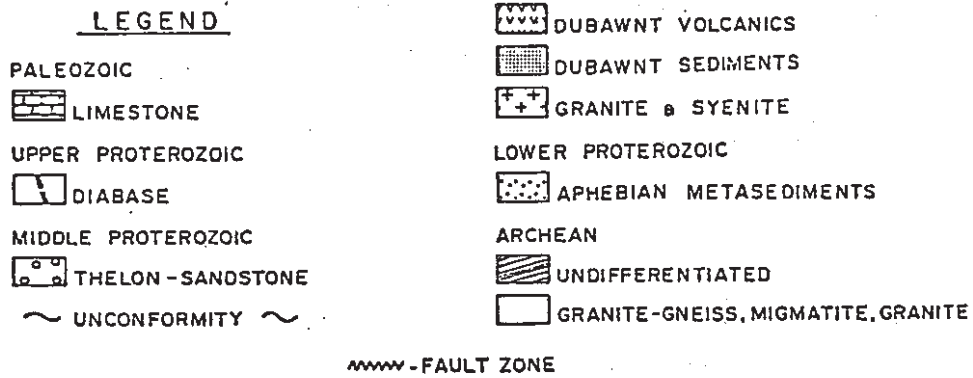 LEGEND
PALEOZOIC
LIMESTONE
UPPER PROTEROZOIC
DIABASE
MIDDLE PROTEROZOIC
THELON-SANDSTONE
~ UNCONFORMITY ~
DUBAWNT VOLCANICS
DUBAWNT SEDIMENTS
GRANITE & SYENITE
LOWER PROTEROZOIC
APHEBIAN METASEDIMENTS
ARCHEAN
UNDIFFERENTIATED
GRANITE-GNEISS, MIGMATITE, GRANITE
-FAULT ZONE